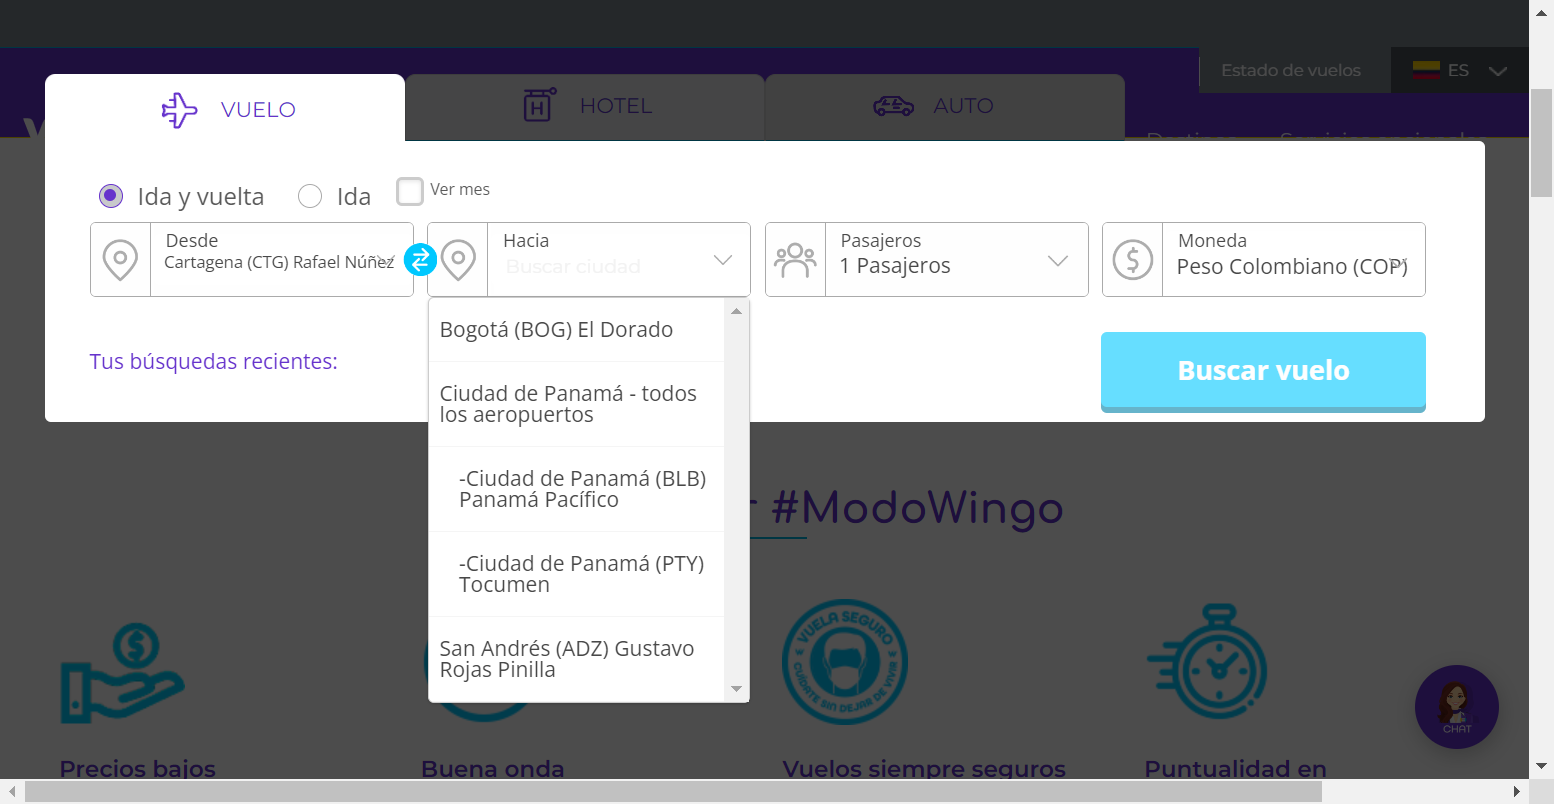 Estado de vuelos
ES
VUELO
HOTEL
AUTO
Ida y vuelta
Ida
Ver mes
Desde
Cartagena (CTG) Rafael Núñez
Hacia
Buscar ciudad
Pasajeros
1 Pasajeros
Moneda
Peso Colombiano (COP)
Bogotá (BOG) El Dorado
Ciudad de Panamá - todos
los aeropuertos
-Ciudad de Panamá (BLB)
Panamá Pacífico
-Ciudad de Panamá (PTY)
Tocumen
San Andrés (ADZ) Gustavo
Rojas Pinilla
Tus búsquedas recientes:
Buscar vuelo
#ModoWingo
VUELA SEGURO
CUÍDATE SIN DEJAR DE VIVIR
CHAT
Precios bajos
Buena onda
Vuelos siempre seguros
Puntualidad en